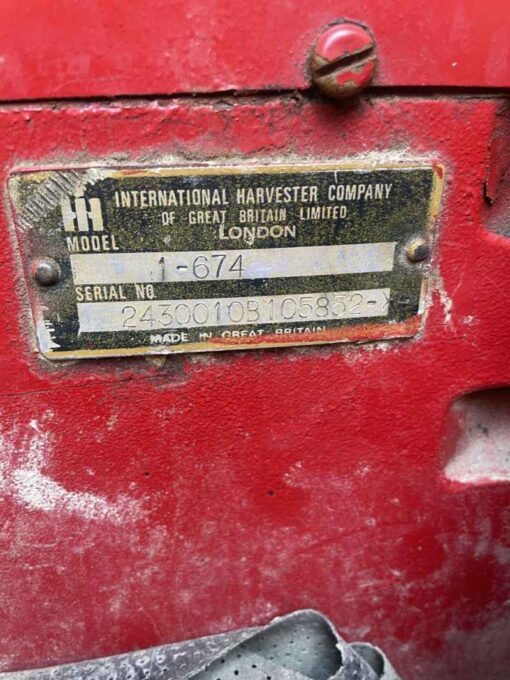 IH INTERNATIONAL HARVESTER COMPANY
OF GREAT BRITAIN LIMITED
LONDON
MODEL
1-674
SERIAL NO
2430010B105852-X
MADE IN GREAT BRITAIN